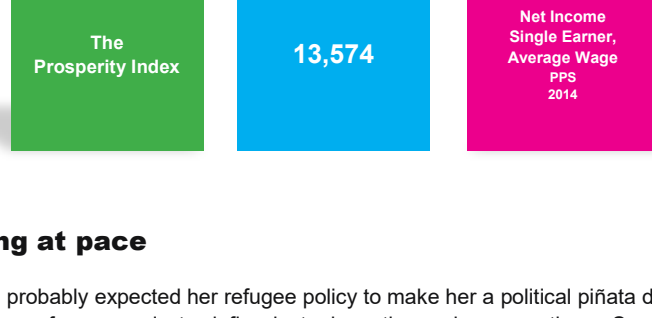 The
Prosperity Index
13,574
Net Income
Single Earner,
Average Wage
PPS
2014
ng at pace
probably expected her refugee policy to make her a political piñata d